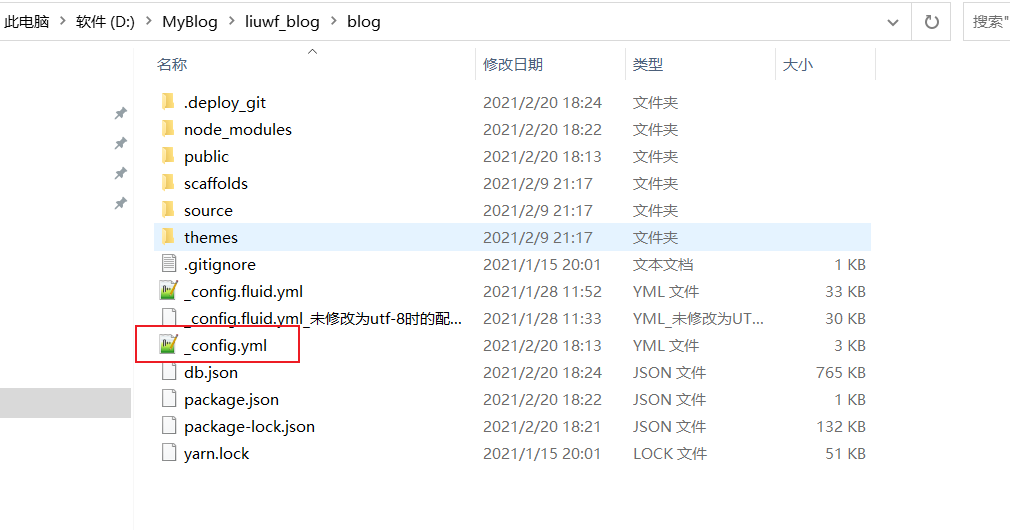 此电脑 > 软件 (D:) > MyBlog > liuwf_blog > blog 搜索"
名称 修改日期 类型 大小
.deploy_git 2021/2/20 18:24 文件夹
node_modules 2021/2/20 18:22 文件夹
public 2021/2/20 18:13 文件夹
scaffolds 2021/2/9 21:17 文件夹
source 2021/2/9 21:17 文件夹
themes 2021/2/9 21:17 文件夹
.gitignore 2021/1/15 20:01 文本文档 1 KB
_config.fluid.yml 2021/1/28 11:52 YML 文件 33 KB
_config.fluid.yml_未修改为utf-8时的配... 2021/1/28 11:33 YML_未修改为UT... 30 KB
_config.yml 2021/2/20 18:13 YML 文件 3 KB
db.json 2021/2/20 18:24 JSON 文件 765 KB
package.json 2021/2/20 18:22 JSON 文件 1 KB
package-lock.json 2021/2/20 18:21 JSON 文件 132 KB
yarn.lock 2021/1/15 20:01 LOCK 文件 51 KB